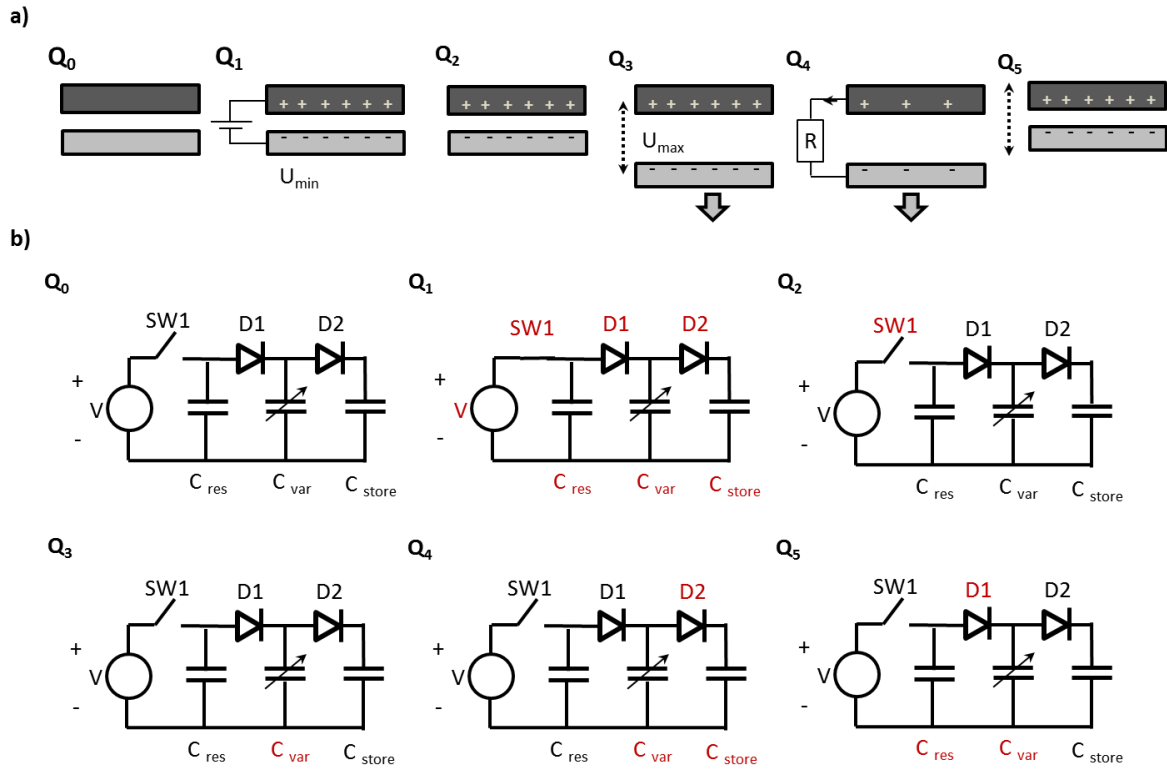 a)
Q0 Q1 Q2 Q3 Q4 Q5
+ + + + + +
- - - - - -
Umin
+ + + + + +
- - - - - -
+ + + + + +
Umax
- - - - - -
+ + +
R
- - -
+ + + + + +
- - - - - -
b)
Q0
SW1 D1 D2
+
V
-
C res C var C store
Q1
SW1 D1 D2
+
V
-
C res C var C store
Q2
SW1 D1 D2
+
V
-
C res C var C store
Q3
SW1 D1 D2
+
V
-
C res C var C store
Q4
SW1 D1 D2
+
V
-
C res C var C store
Q5
SW1 D1 D2
+
V
-
C res C var C store